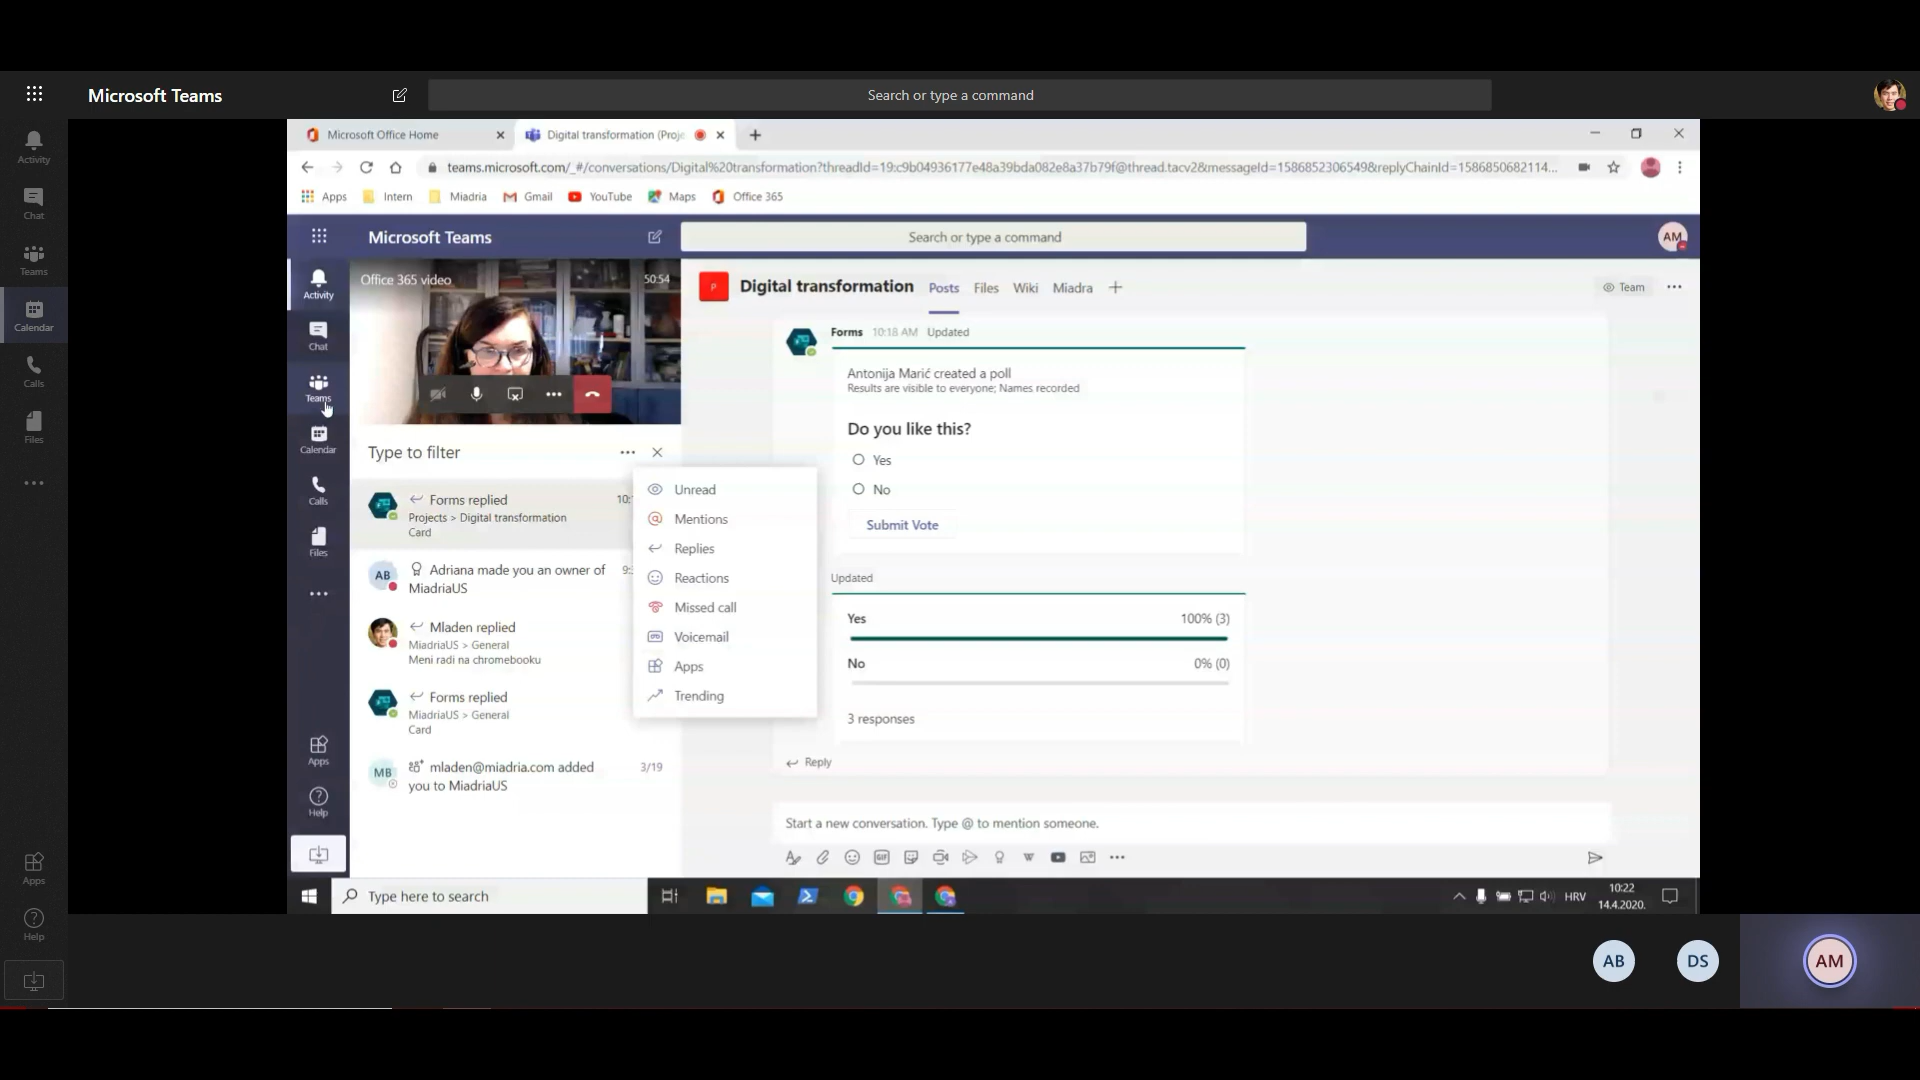 Microsoft Teams
Search or type a command
Activity
Chat
Teams
Calendar
Calls
Files
Apps
Help
Microsoft Office Home
Digital transformation (Proje
teams.microsoft.com/_#/conversations/Digital%20transformation?threadId=19:c9b04936177e48a39bda082e8a37b79f@thread.tacv2&messageId=1586852306549&replyChainId=1586850682114...
Apps
Intern
Miadria
Gmail
YouTube
Maps
Office 365
Microsoft Teams
Search or type a command
AM
Activity
Chat
Teams
Calendar
Calls
Files
Apps
Help
Office 365 video
50:54
Type to filter
Forms replied
10:
Projects > Digital transformation
Card
AB
Adriana made you an owner of
9:
MiadriaUS
Mladen replied
MiadriaUS > General
Meni radi na chromebooku
Forms replied
MiadriaUS > General
Card
MB
mladen@miadria.com added
3/19
you to MiadriaUS
Unread
Mentions
Replies
Reactions
Missed call
Voicemail
Apps
Trending
P
Digital transformation
Posts
Files
Wiki
Miadra
Team
Forms 10:18 AM Updated
Antonija Marić created a poll
Results are visible to everyone; Names recorded
Do you like this?
Yes
No
Submit Vote
Updated
Yes
100% (3)
No
0% (0)
3 responses
Reply
Start a new conversation. Type @ to mention someone.
GIF
Type here to search
HRV
10:22
14.4.2020.
AB
DS
AM